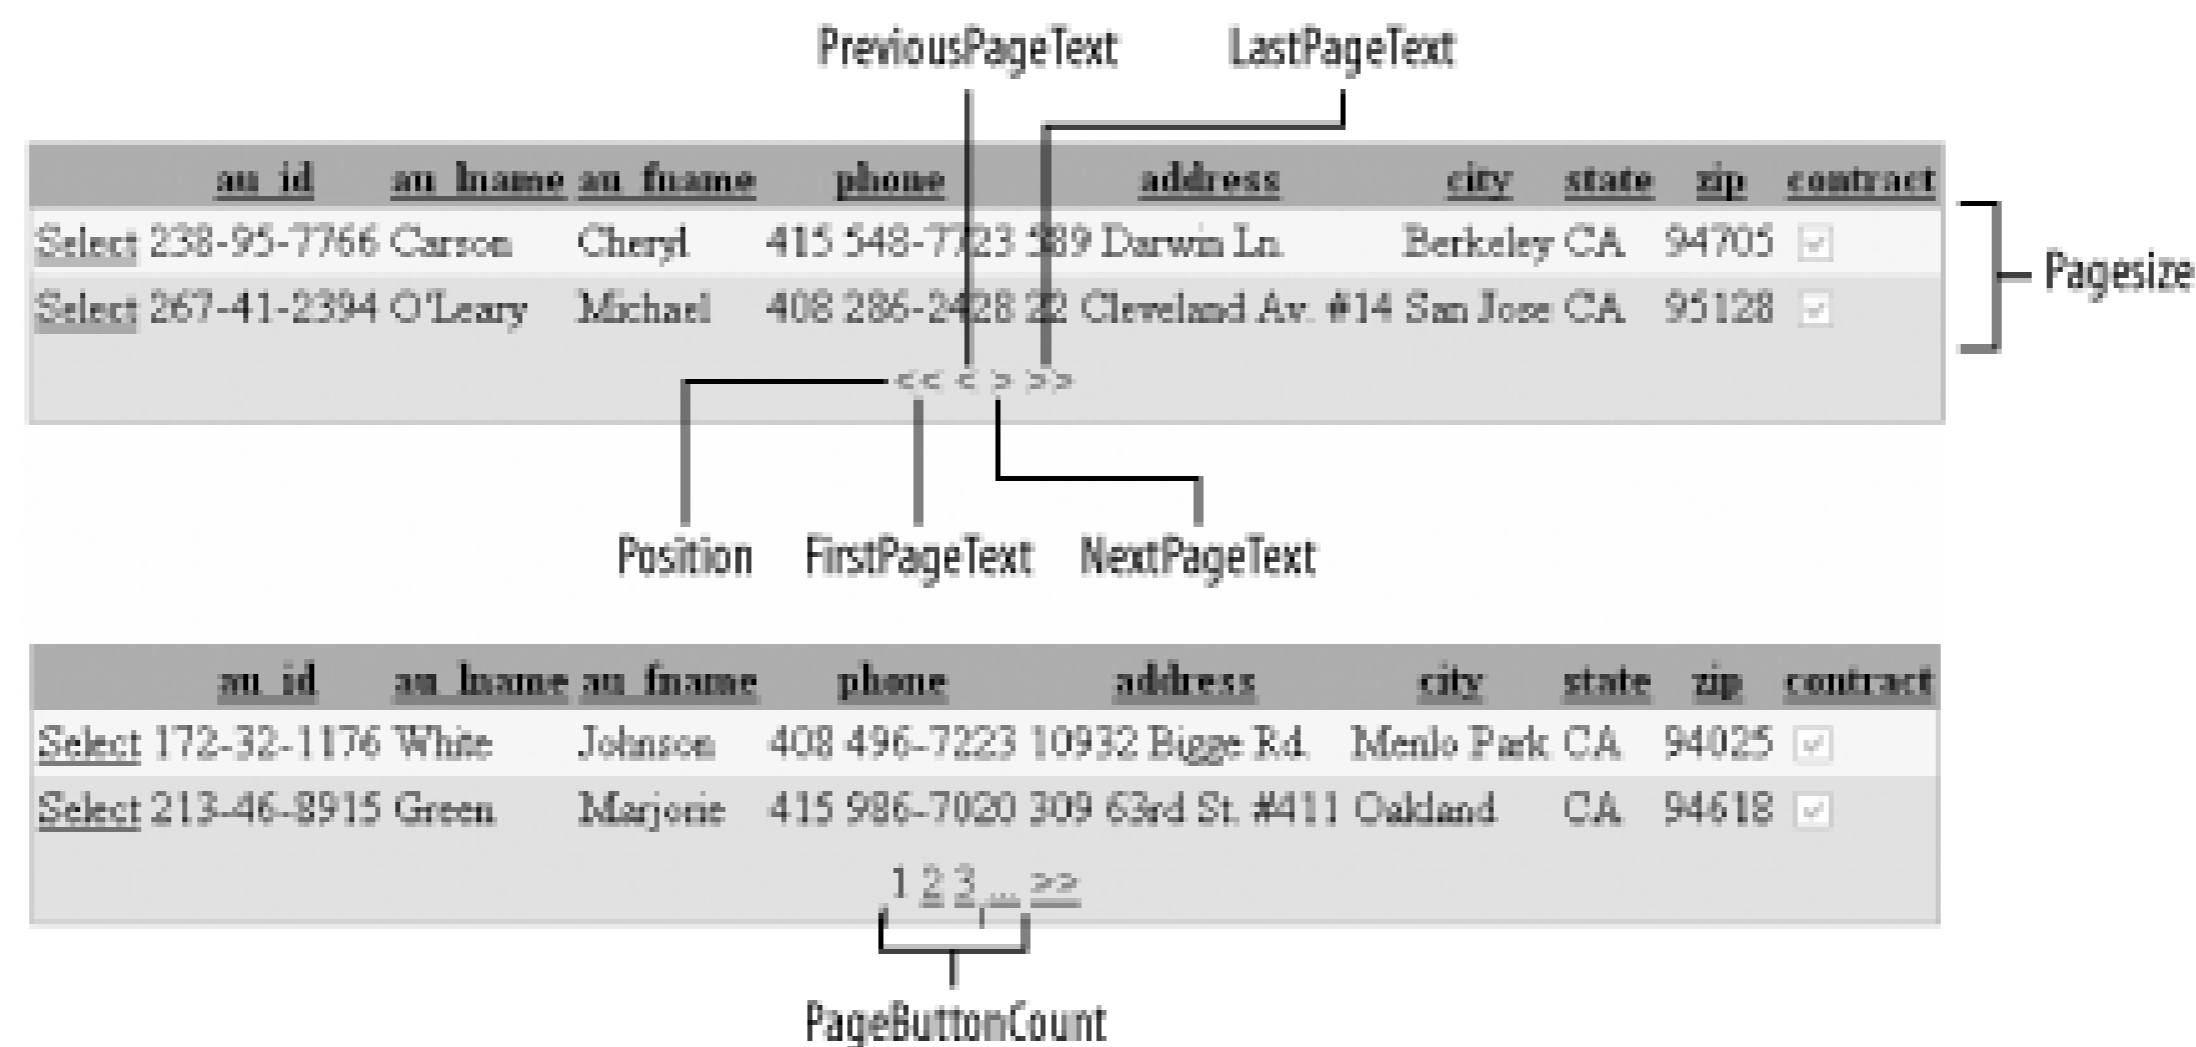 PreviousPageText LastPageText
au_id au_lname au_fname phone address city state zip contract
Select 238-95-7766 Carson Cheryl 415 548-7723 589 Darwin Ln. Berkeley CA 94705
Select 267-41-2394 O'Leary Michael 408 286-2428 22 Cleveland Av. #14 San Jose CA 95128
Pagesize
<< < > >>
Position FirstPageText NextPageText
au_id au_lname au_fname phone address city state zip contract
Select 172-32-1176 White Johnson 408 496-7223 10932 Bigge Rd. Menlo Park CA 94025
Select 213-46-8915 Green Marjorie 415 986-7020 309 63rd St. #411 Oakland CA 94618
1 2 3 ... >>
PageButtonCount